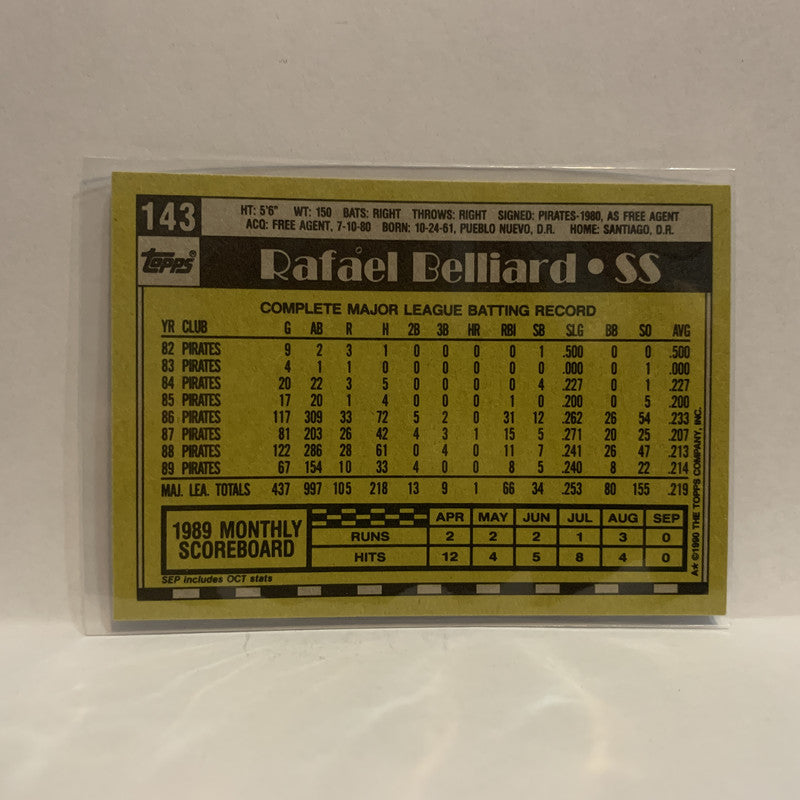 143 HT: 5'6" WT: 150 BATS: RIGHT THROWS: RIGHT SIGNED: PIRATES-1980, AS FREE AGENT
ACQ: FREE AGENT, 7-10-80 BORN: 10-24-61, PUEBLO NUEVO, D.R. HOME: SANTIAGO, D.R.
TOPPS Rafael Belliard • SS
COMPLETE MAJOR LEAGUE BATTING RECORD
YR CLUB G AB R H 2B 3B HR RBI SB SLG BB SO AVG
82 PIRATES 9 2 3 1 0 0 0 0 1 .500 0 0 .500
83 PIRATES 4 1 1 0 0 0 0 0 0 .000 0 1 .000
84 PIRATES 20 22 3 5 0 0 0 0 4 .227 0 1 .227
85 PIRATES 17 20 1 4 0 0 0 1 0 .200 0 5 .200
86 PIRATES 117 309 33 72 5 2 0 31 12 .262 26 54 .233
87 PIRATES 81 203 26 42 4 3 1 15 5 .271 20 25 .207
88 PIRATES 122 286 28 61 0 4 0 11 7 .241 26 47 .213
89 PIRATES 67 154 10 33 4 0 0 8 5 .240 8 22 .214
MAJ. LEA. TOTALS 437 997 105 218 13 9 1 66 34 .253 80 155 .219
1989 MONTHLY SCOREBOARD
APR MAY JUN JUL AUG SEP
RUNS 2 2 2 1 3 0
HITS 12 4 5 8 4 0
SEP includes OCT stats
A★ ©1990 THE TOPPS COMPANY, INC.